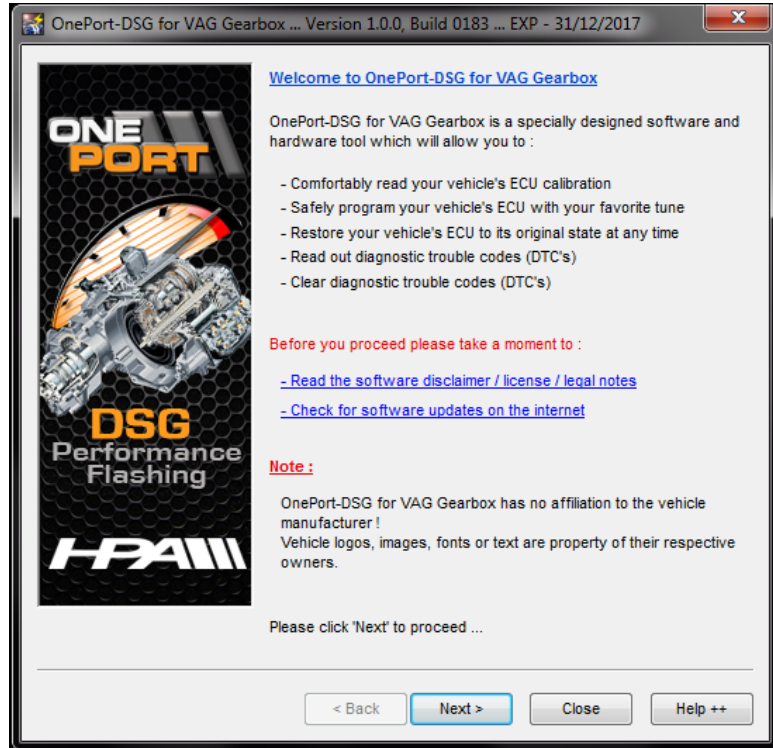 OnePort-DSG for VAG Gearbox ... Version 1.0.0, Build 0183 ... EXP - 31/12/2017
ONE
PORT
DSG
Performance
Flashing
HPA
Welcome to OnePort-DSG for VAG Gearbox
OnePort-DSG for VAG Gearbox is a specially designed software and
hardware tool which will allow you to :
- Comfortably read your vehicle's ECU calibration
- Safely program your vehicle's ECU with your favorite tune
- Restore your vehicle's ECU to its original state at any time
- Read out diagnostic trouble codes (DTC's)
- Clear diagnostic trouble codes (DTC's)
Before you proceed please take a moment to :
- Read the software disclaimer / license / legal notes
- Check for software updates on the internet
Note :
OnePort-DSG for VAG Gearbox has no affiliation to the vehicle
manufacturer !
Vehicle logos, images, fonts or text are property of their respective
owners.
Please click 'Next' to proceed ...
< Back
Next >
Close
Help ++